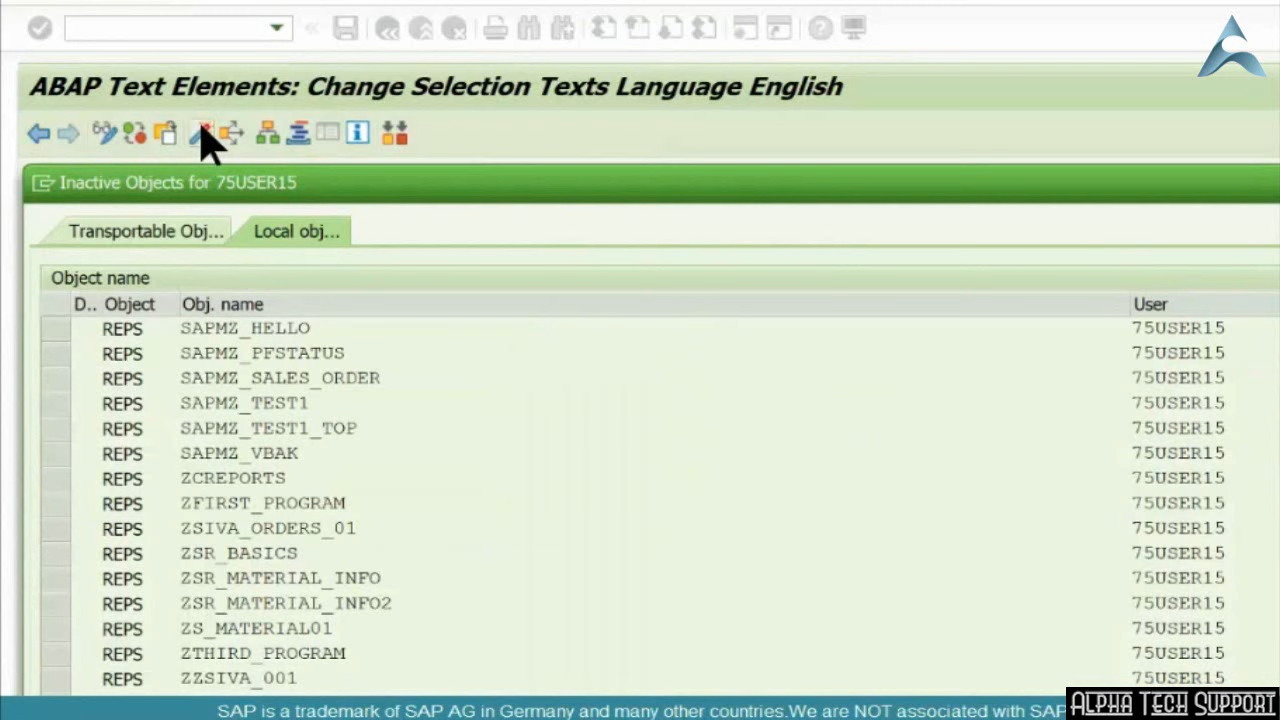 ABAP Text Elements: Change Selection Texts Language English
Inactive Objects for 75USER15
Transportable Obj... Local obj...
Object name
D.. Object Obj. name User
REPS SAPMZ_HELLO 75USER15
REPS SAPMZ_PFSTATUS 75USER15
REPS SAPMZ_SALES_ORDER 75USER15
REPS SAPMZ_TEST1 75USER15
REPS SAPMZ_TEST1_TOP 75USER15
REPS SAPMZ_VBAK 75USER15
REPS ZCREPORTS 75USER15
REPS ZFIRST_PROGRAM 75USER15
REPS ZSIVA_ORDERS_01 75USER15
REPS ZSR_BASICS 75USER15
REPS ZSR_MATERIAL_INFO 75USER15
REPS ZSR_MATERIAL_INFO2 75USER15
REPS ZS_MATERIAL01 75USER15
REPS ZTHIRD_PROGRAM 75USER15
REPS ZZSIVA_001 75USER15
SAP is a trademark of SAP AG in Germany and many other countries.We are NOT associated with SAP
ALPHA TECH SUPPORT